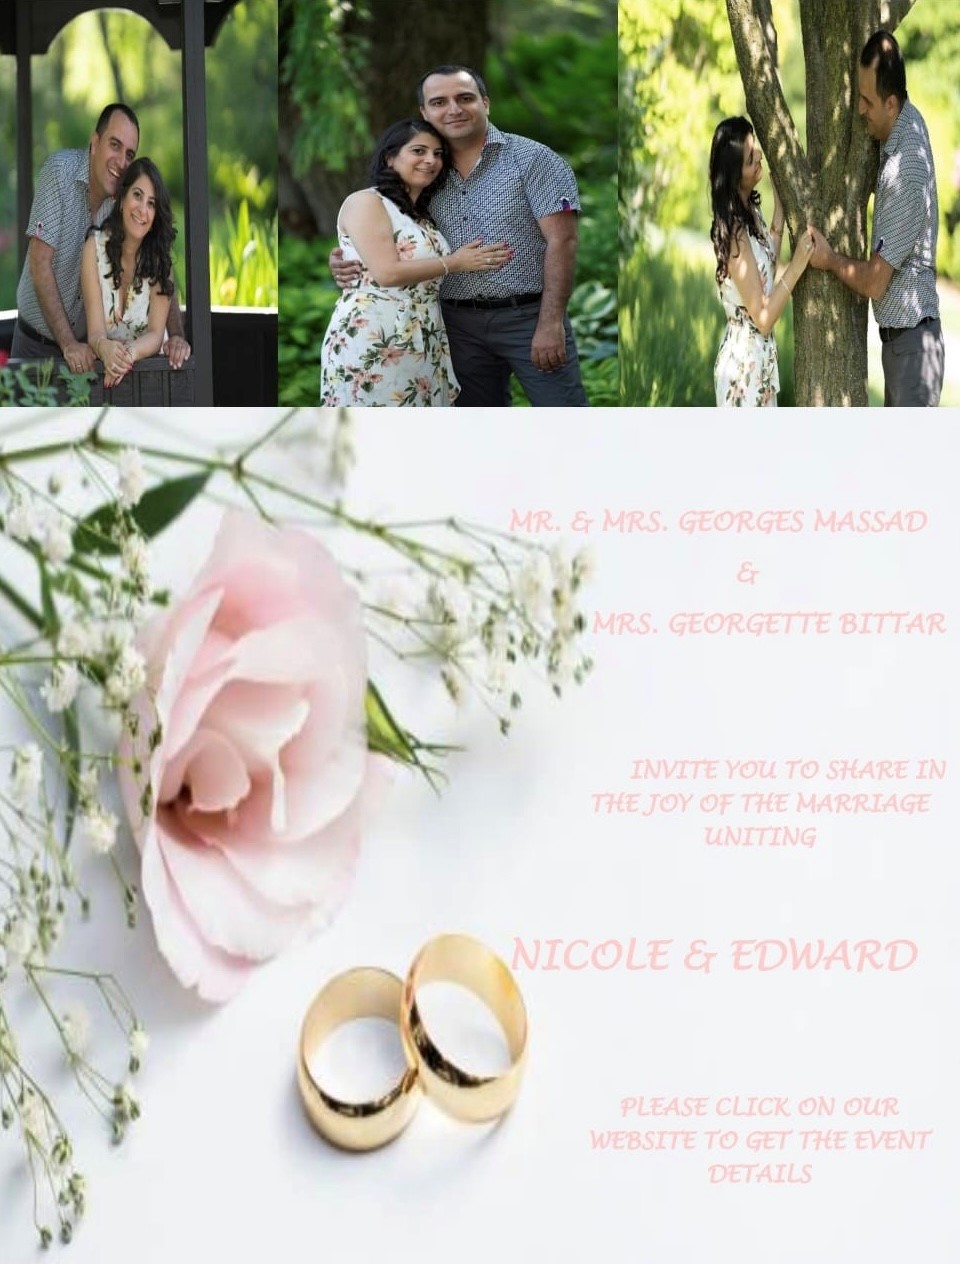 MR. & MRS. GEORGES MASSAD
&
MRS. GEORGETTE BITTAR
INVITE YOU TO SHARE IN
THE JOY OF THE MARRIAGE
UNITING
NICOLE & EDWARD
PLEASE CLICK ON OUR
WEBSITE TO GET THE EVENT
DETAILS